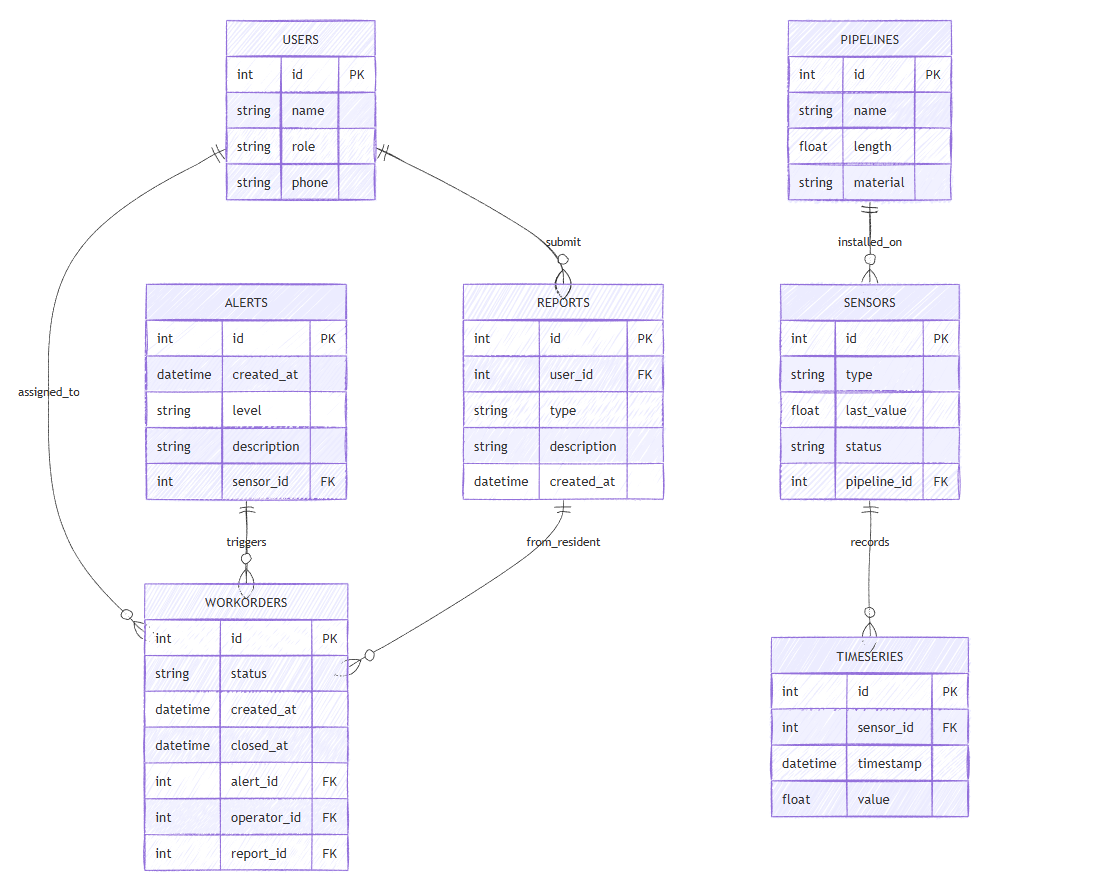 USERS
int id PK
string name
string role
string phone
PIPELINES
int id PK
string name
float length
string material
submit
installed_on
assigned_to
ALERTS
int id PK
datetime created_at
string level
string description
int sensor_id FK
REPORTS
int id PK
int user_id FK
string type
string description
datetime created_at
SENSORS
int id PK
string type
float last_value
string status
int pipeline_id FK
triggers
from_resident
records
WORKORDERS
int id PK
string status
datetime created_at
datetime closed_at
int alert_id FK
int operator_id FK
int report_id FK
TIMESERIES
int id PK
int sensor_id FK
datetime timestamp
float value